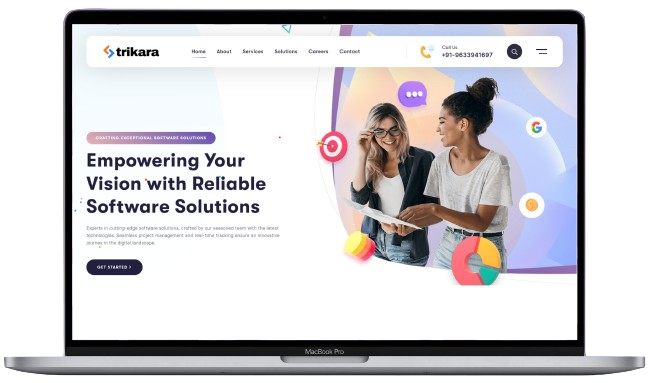 trikara
Home About Services Solutions Careers Contact
Call Us
+91-9633941697
CRAFTING EXCEPTIONAL SOFTWARE SOLUTIONS
Empowering Your
Vision with Reliable
Software Solutions
Experts in cutting-edge software solutions, crafted by our seasoned team with the latest
technologies. Seamless project management and real-time tracking ensure an innovative
journey in the digital landscape.
GET STARTED
G
MacBook Pro